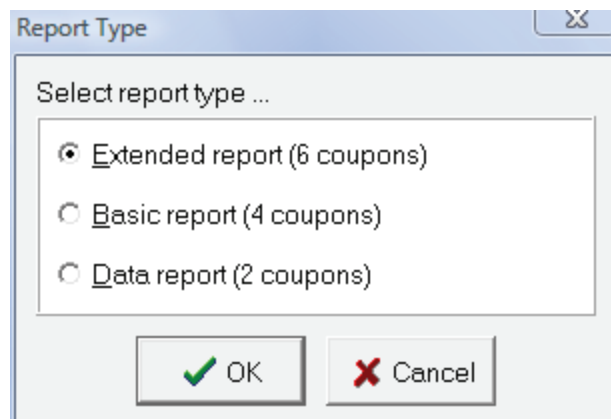 Report Type
Select report type ...
Extended report (6 coupons)
Basic report (4 coupons)
Data report (2 coupons)
OK Cancel